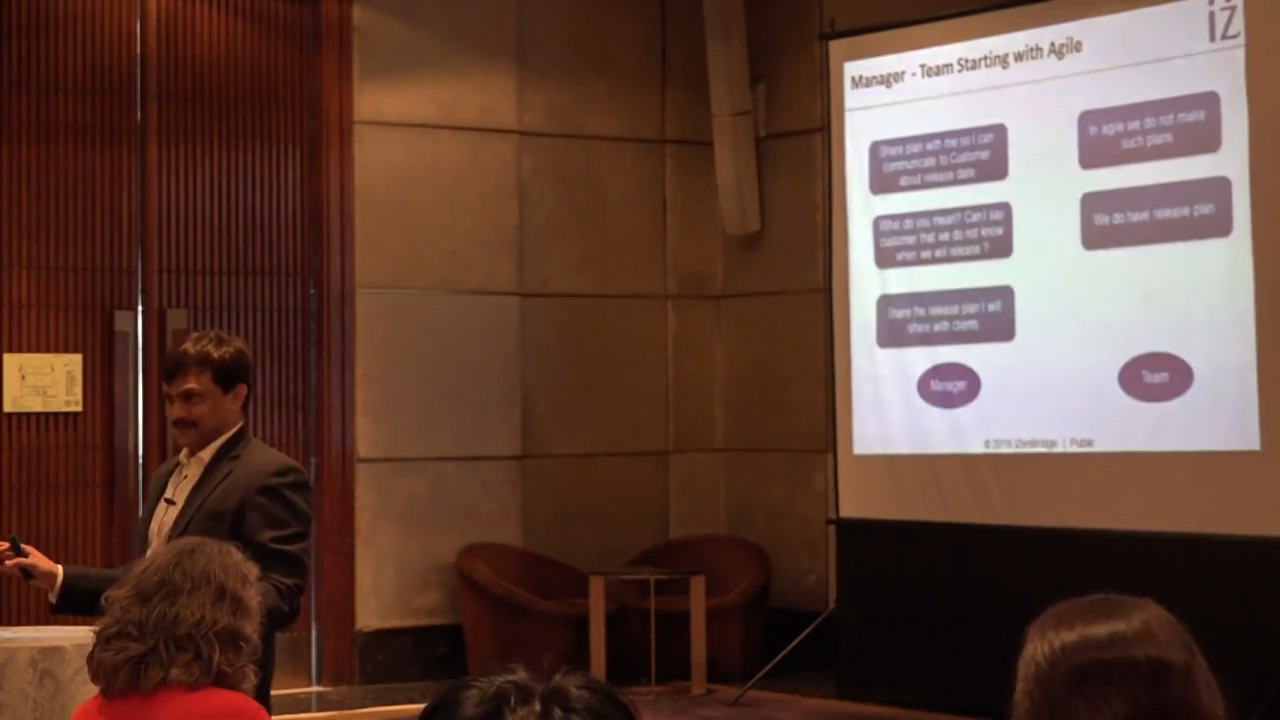 iz
Manager - Team Starting with Agile
Share plan with me so I can
communicate to Customer
about release date
In agile we do not make
such plans
What do you mean? Can I say
customer that we do not know
when we will release ?
We do have release plan
Share the release plan I will
share with clients
Manager
Team
© 2016 iZenBridge | Public